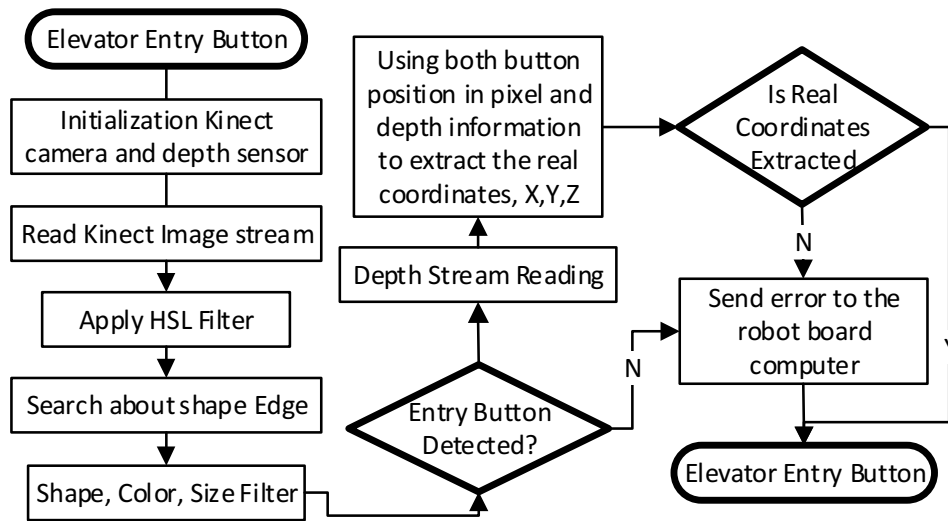 Elevator Entry Button
Initialization Kinect
camera and depth sensor
Read Kinect Image stream
Apply HSL Filter
Search about shape Edge
Shape, Color, Size Filter
Using both button
position in pixel and
depth information
to extract the real
coordinates, X,Y,Z
Depth Stream Reading
Entry Button
Detected?
N
Is Real
Coordinates
Extracted
N
Send error to the
robot board
computer
Elevator Entry Button